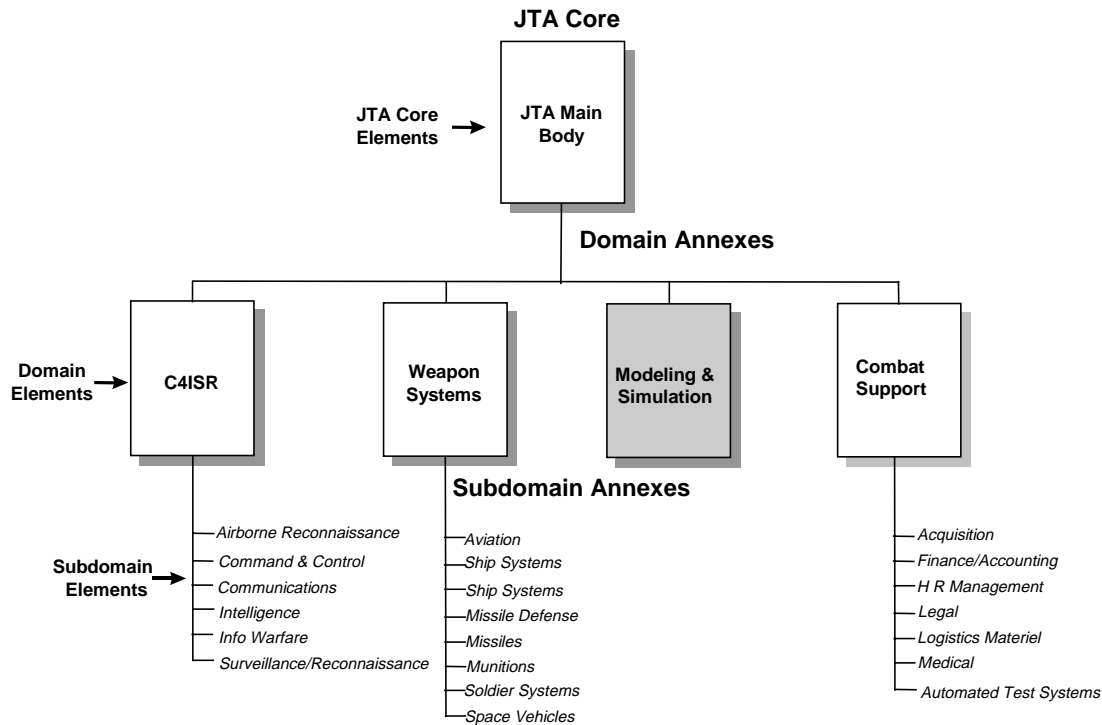 JTA Core
JTA Main
Body
JTA Core
Elements
Domain Annexes
C4ISR
Weapon
Systems
Modeling &
Simulation
Combat
Support
Domain
Elements
Subdomain Annexes
Subdomain
Elements
Airborne Reconnaissance
Command & Control
Communications
Intelligence
Info Warfare
Surveillance/Reconnaissance
Aviation
Ship Systems
Ship Systems
Missile Defense
Missiles
Munitions
Soldier Systems
Space Vehicles
Acquisition
Finance/Accounting
H R Management
Legal
Logistics Materiel
Medical
Automated Test Systems